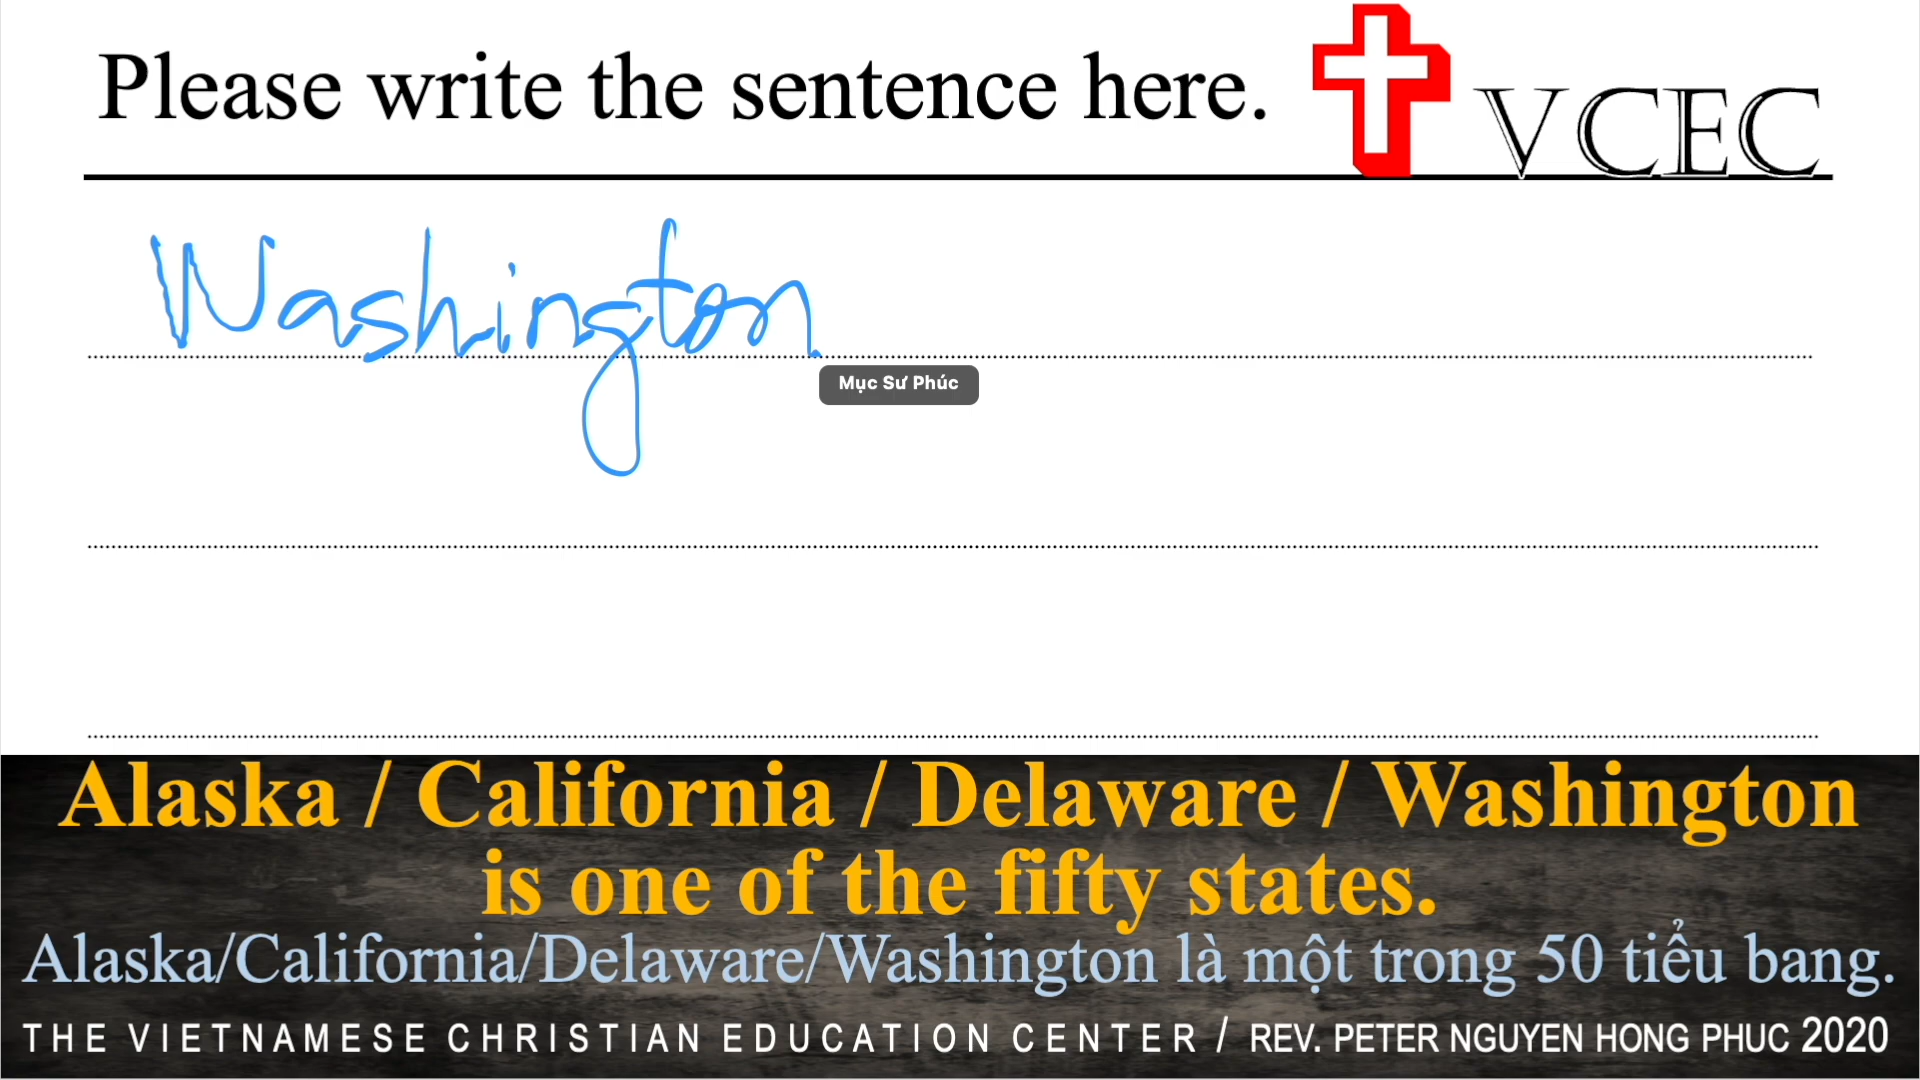 Please write the sentence here.
VCEC
Washington
Mục Sư Phúc
Alaska / California / Delaware / Washington
is one of the fifty states.
Alaska/California/Delaware/Washington là một trong 50 tiểu bang.
THE VIETNAMESE CHRISTIAN EDUCATION CENTER / REV. PETER NGUYEN HONG PHUC 2020